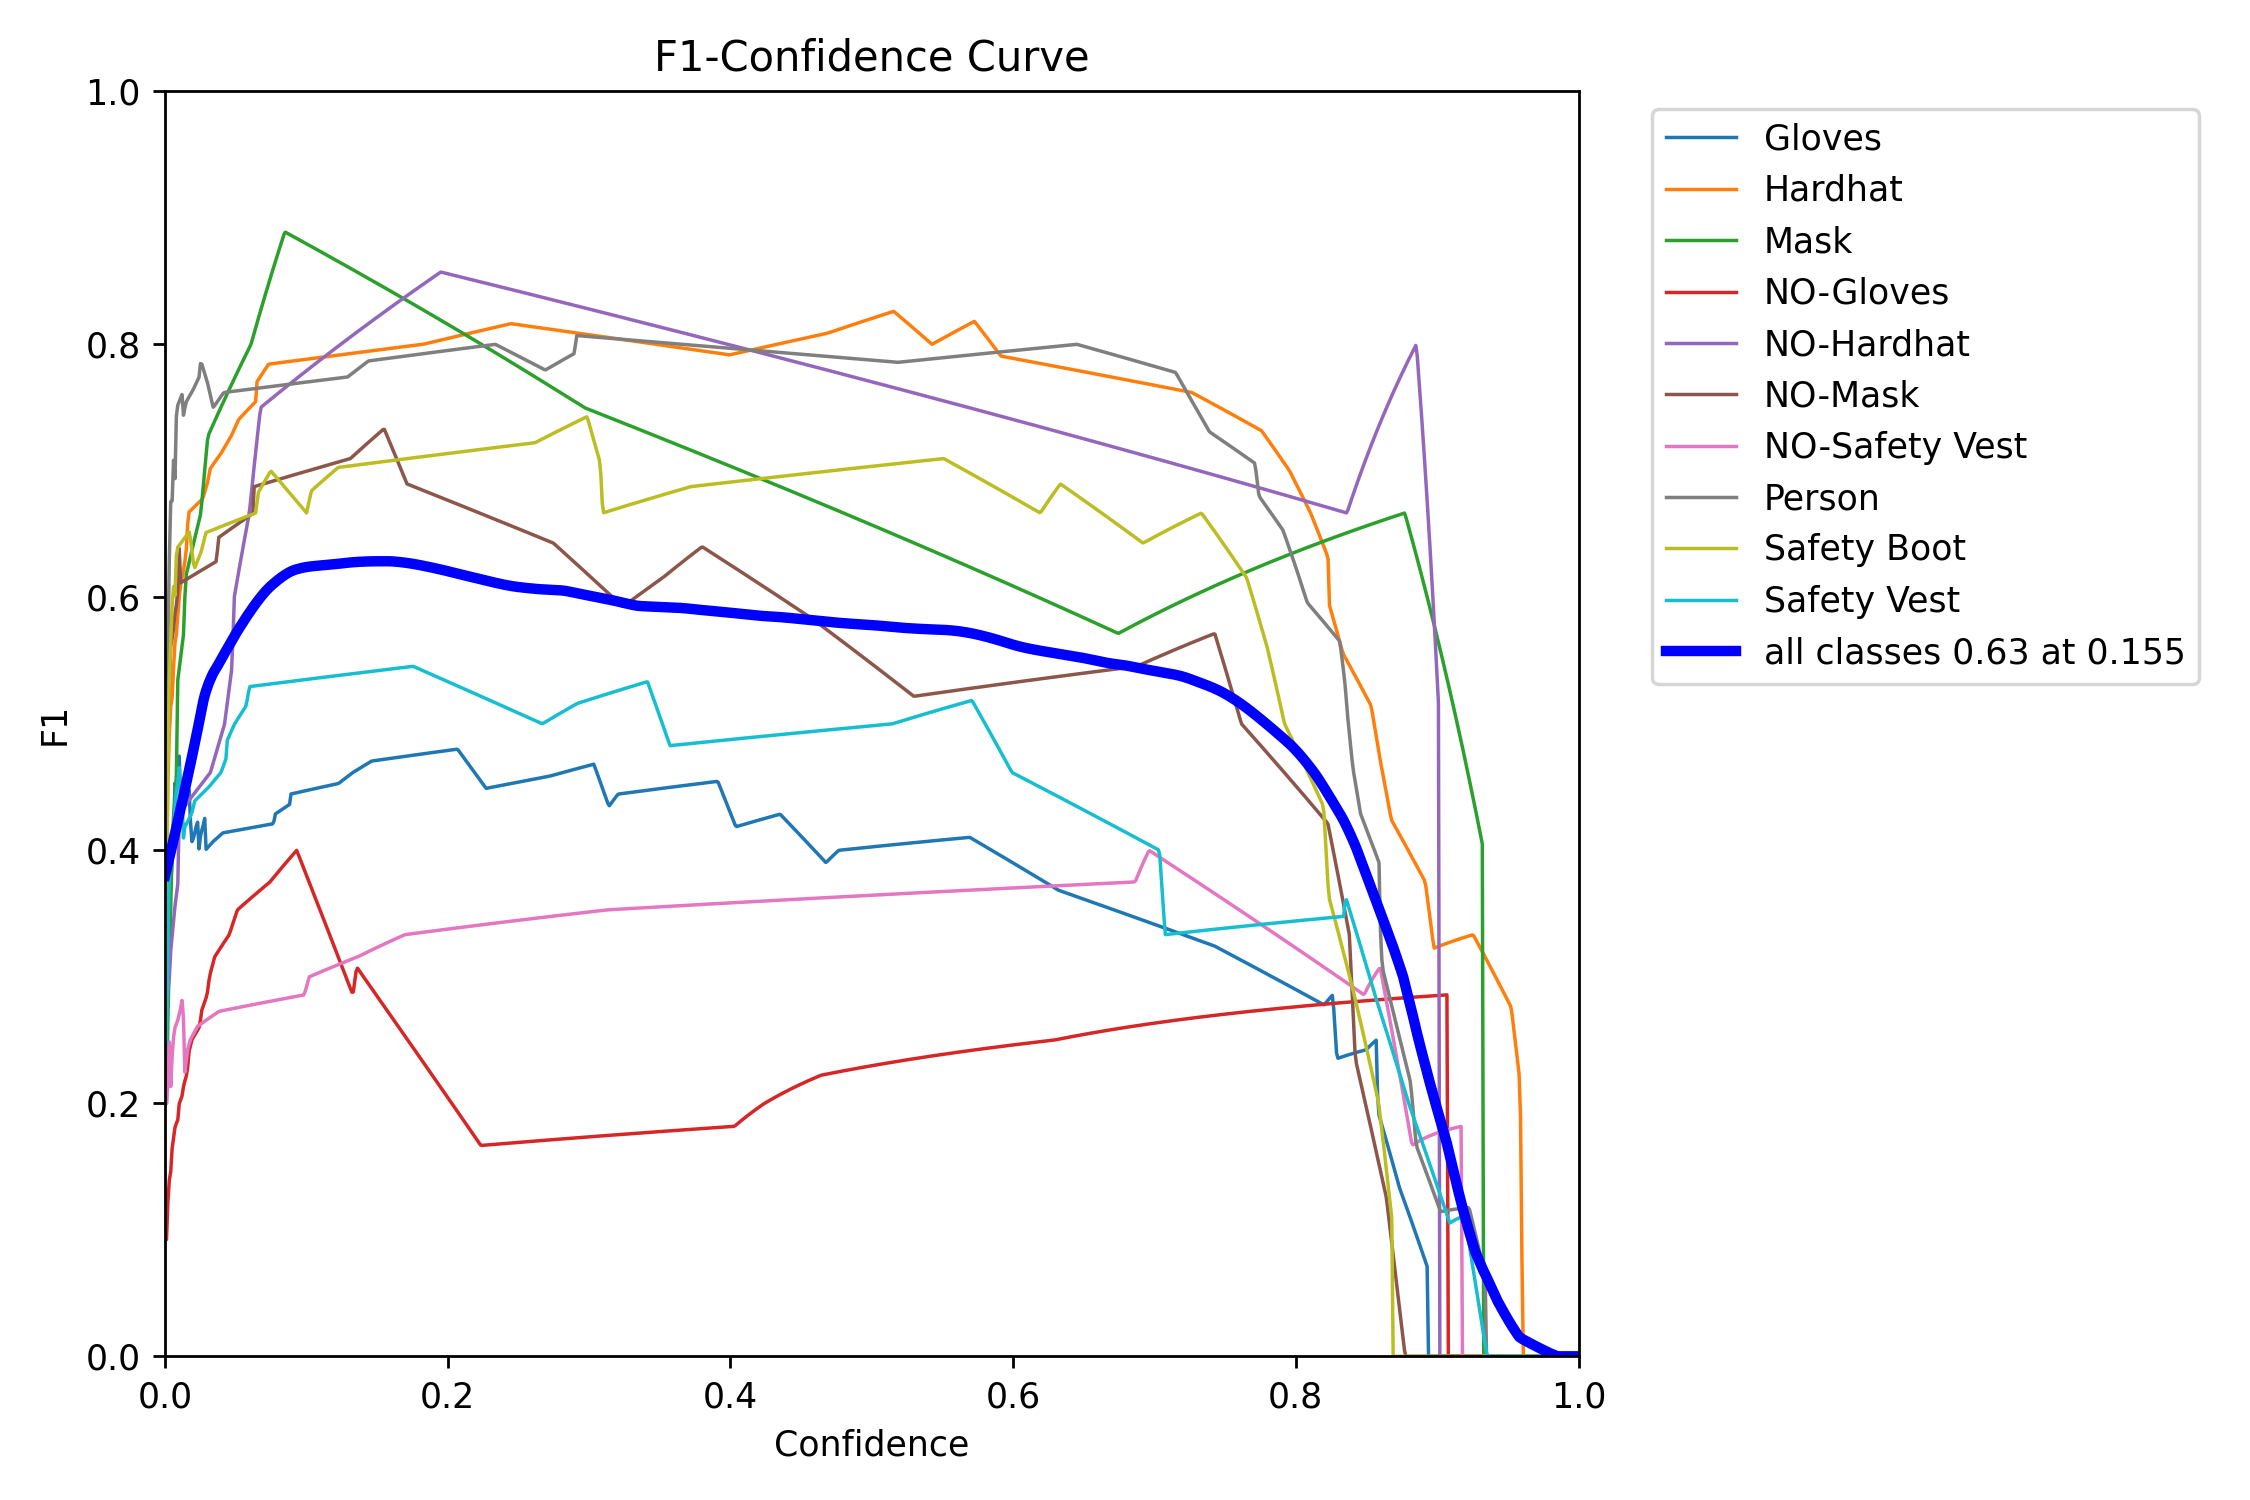 F1-Confidence Curve
1.0
0.8
0.6
0.4
0.2
0.0
F1
0.0 0.2 0.4 0.6 0.8 1.0
Confidence
Gloves
Hardhat
Mask
NO-Gloves
NO-Hardhat
NO-Mask
NO-Safety Vest
Person
Safety Boot
Safety Vest
all classes 0.63 at 0.155